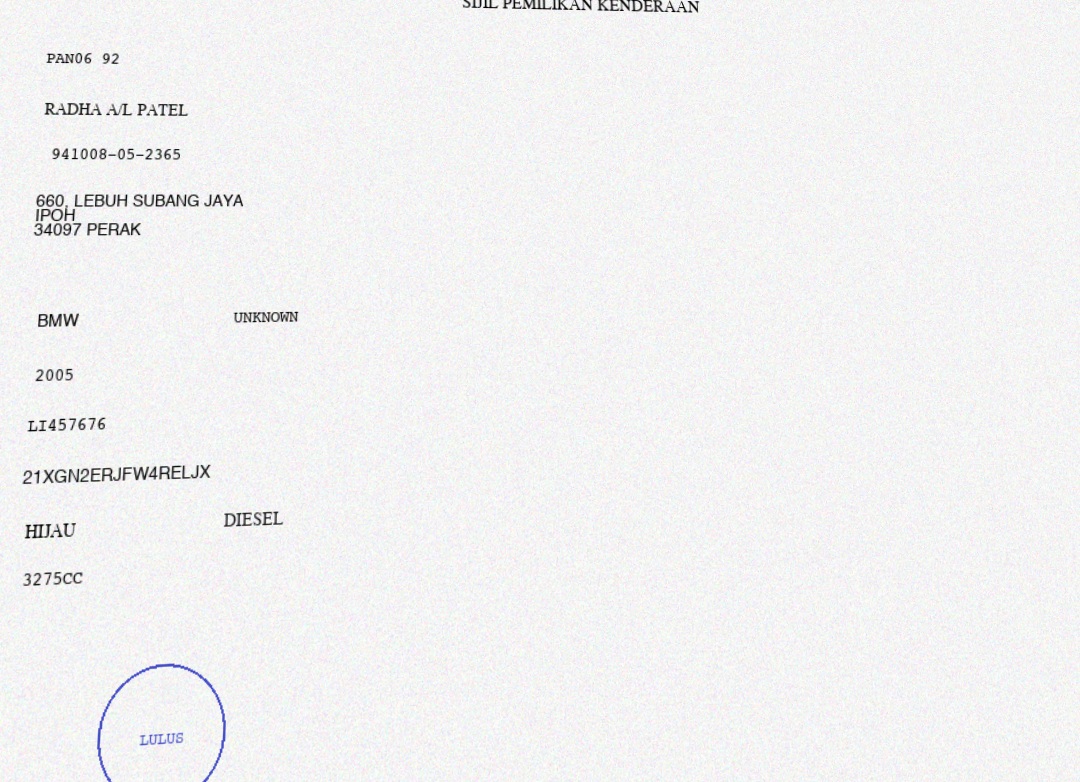 SIJIL PEMILIKAN KENDERAAN
PAN06 92
RADHA A/L PATEL
941008-05-2365
660, LEBUH SUBANG JAYA
IPOH
34097 PERAK
BMW UNKNOWN
2005
LI457676
21XGN2ERJFW4RELJX
HIJAU DIESEL
3275CC
LULUS